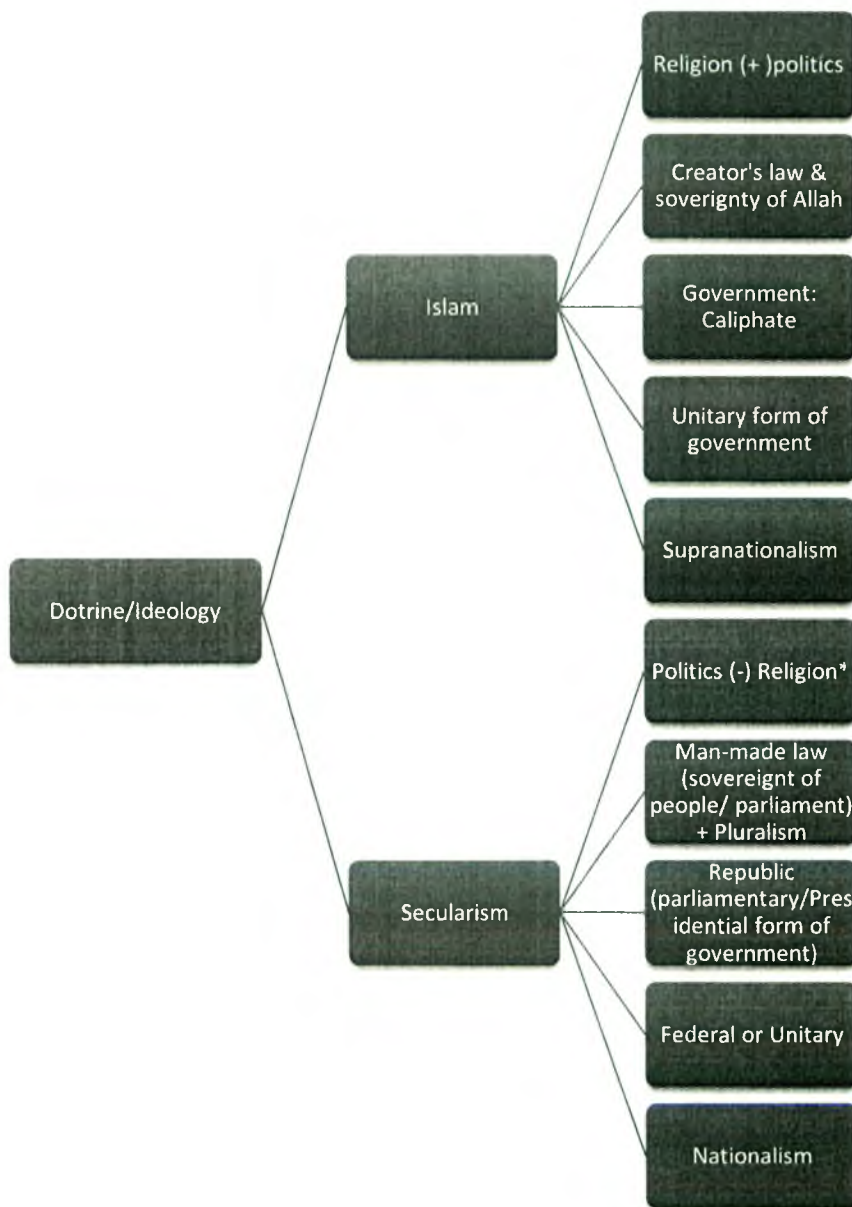 Religion (+ )politics
Creator's law &
soverignty of Allah
Islam
Government:
Caliphate
Unitary form of
government
Supranationalism
Dotrine/Ideology
Politics (-) Religion*
Man-made law
(sovereignt of
people/ parliament)
+ Pluralism
Secularism
Republic
(parliamentary/Pres
idential form of
government)
Federal or Unitary
Nationalism